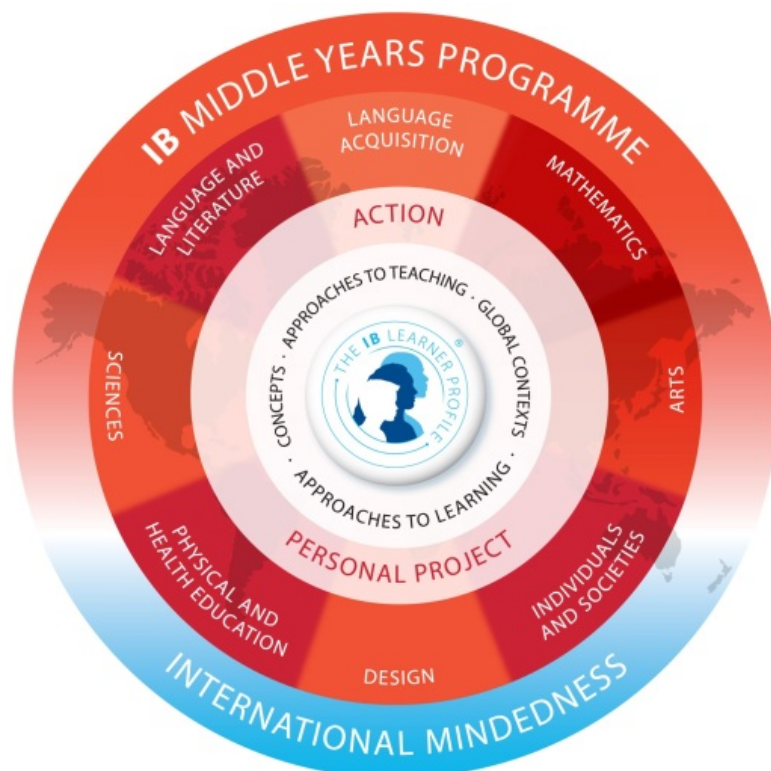 IB MIDDLE YEARS PROGRAMME
LANGUAGE
ACQUISITION
MATHEMATICS
ARTS
INDIVIDUALS
AND SOCIETIES
DESIGN
PHYSICAL AND
HEALTH EDUCATION
SCIENCES
LANGUAGE AND
LITERATURE
ACTION
PERSONAL PROJECT
APPROACHES TO TEACHING · GLOBAL CONTEXTS ·
APPROACHES TO LEARNING · CONCEPTS ·
THE IB LEARNER PROFILE ®
INTERNATIONAL MINDEDNESS